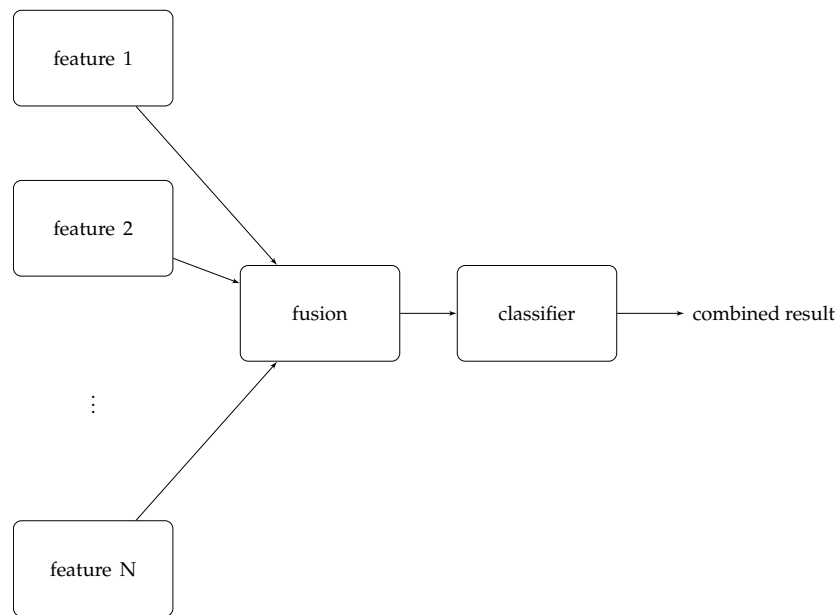 feature 1
feature 2
fusion
classifier
combined result
⋮
feature N